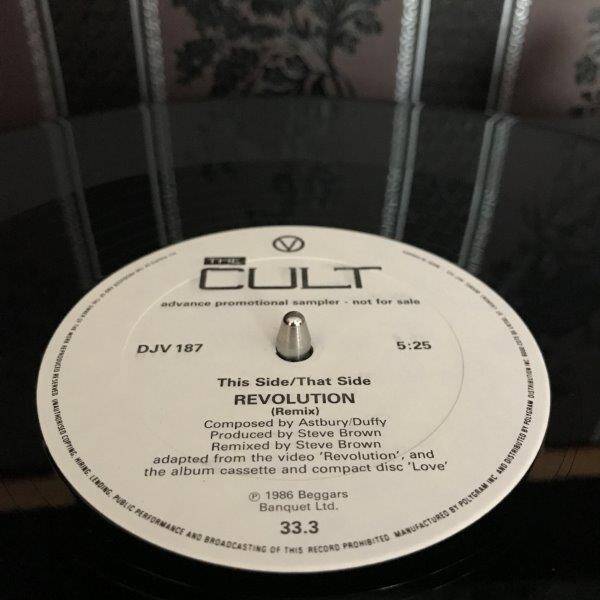 THE
CULT
advance promotional sampler - not for sale
DJV 187
5:25
This Side/That Side
REVOLUTION
(Remix)
Composed by Astbury/Duffy
Produced by Steve Brown
Remixed by Steve Brown
adapted from the video 'Revolution', and
the album cassette and compact disc 'Love'
℗ 1986 Beggars
Banquet Ltd.
33.3
COPYING, HIRING, LENDING, PUBLIC PERFORMANCE AND BROADCASTING OF THIS RECORD PROHIBITED MANUFACTURED BY POLYGRAM INC AND DISTRIBUTED BY POLYGRAM DISTRIBUTION INC